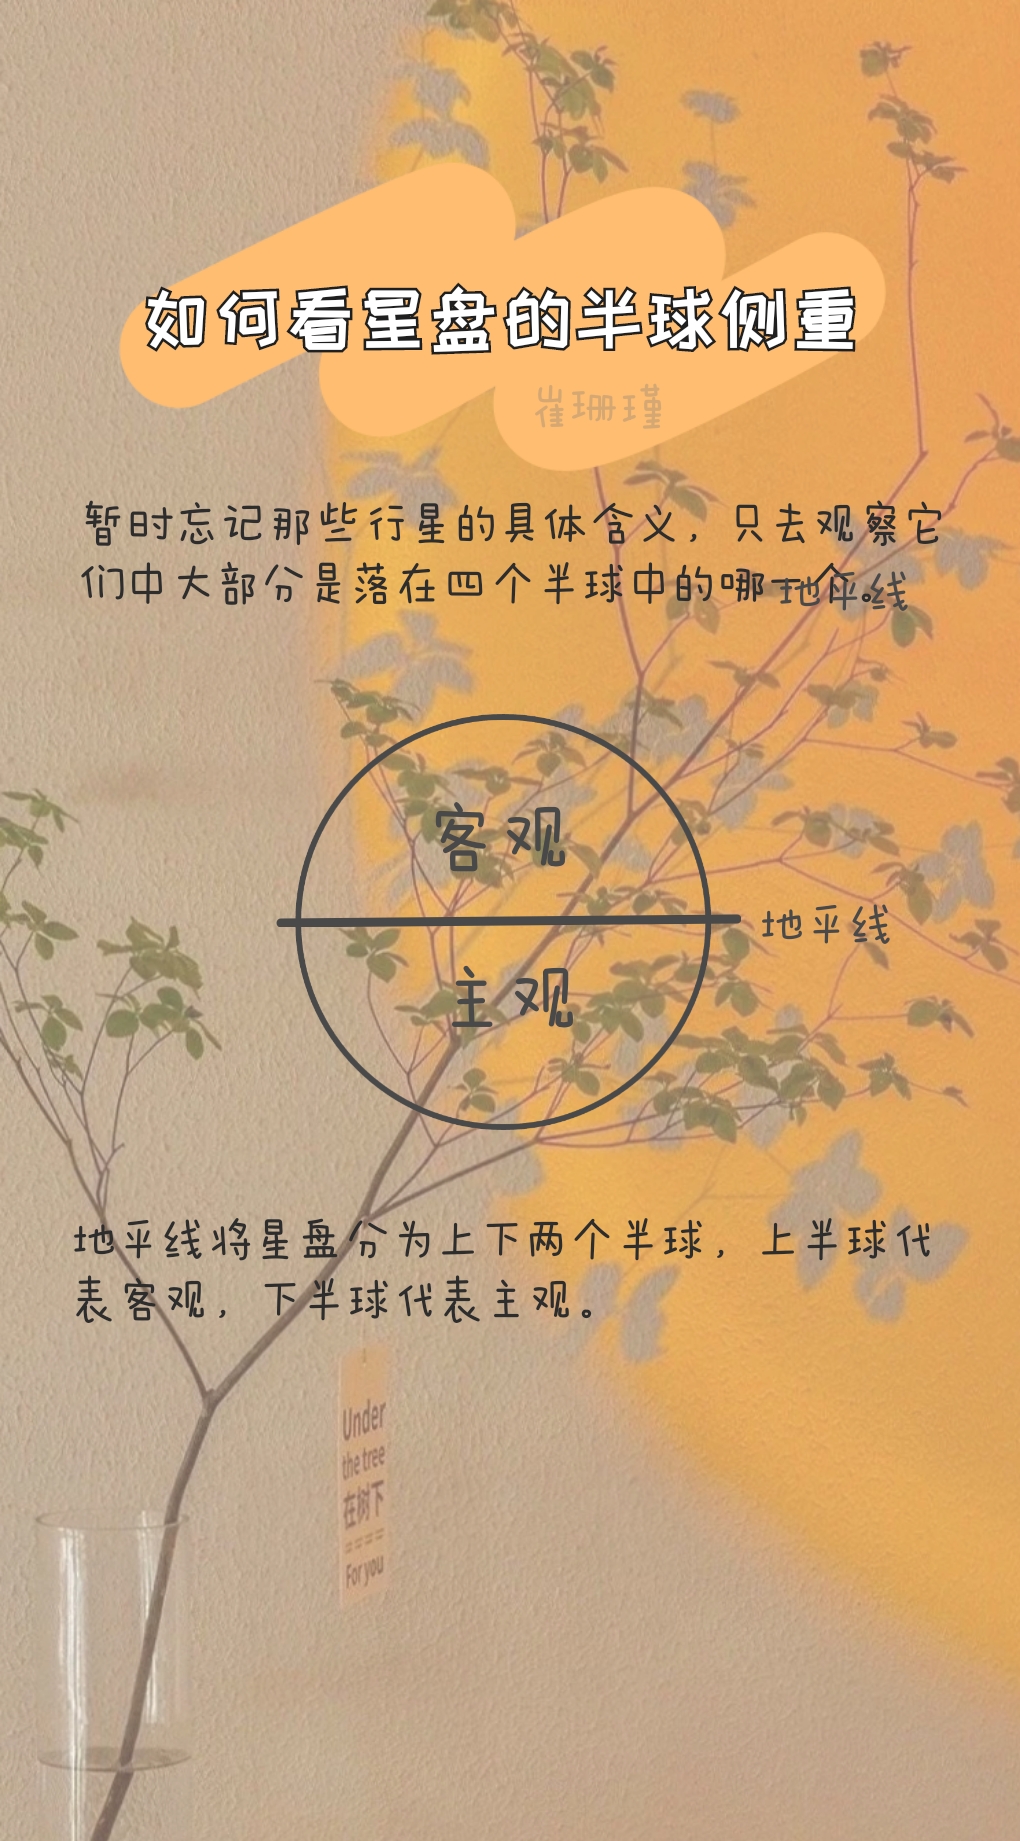 如何看星盘的半球侧重
崔珊瑾
暂时忘记那些行星的具体含义，只去观察它
们中大部分是落在四个半球中的哪一个。
地平线
客观
地平线
主观
地平线将星盘分为上下两个半球，上半球代
表客观，下半球代表主观。
Under
the tree
在树下
For you